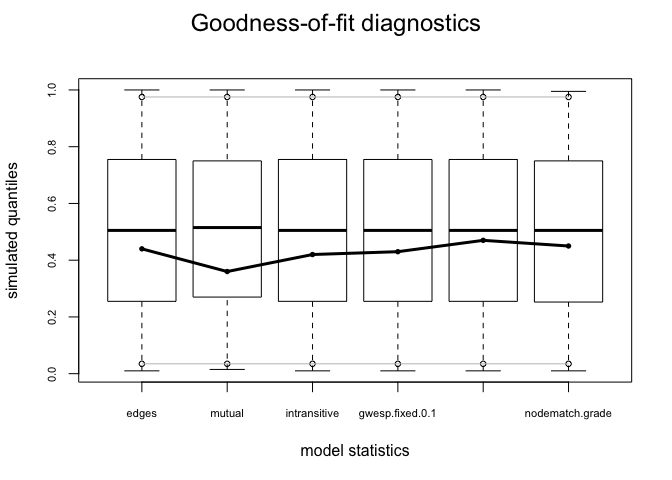 Goodness-of-fit diagnostics
simulated quantiles
1.0
0.8
0.6
0.4
0.2
0.0
edges mutual intransitive gwesp.fixed.0.1 nodematch.grade
model statistics